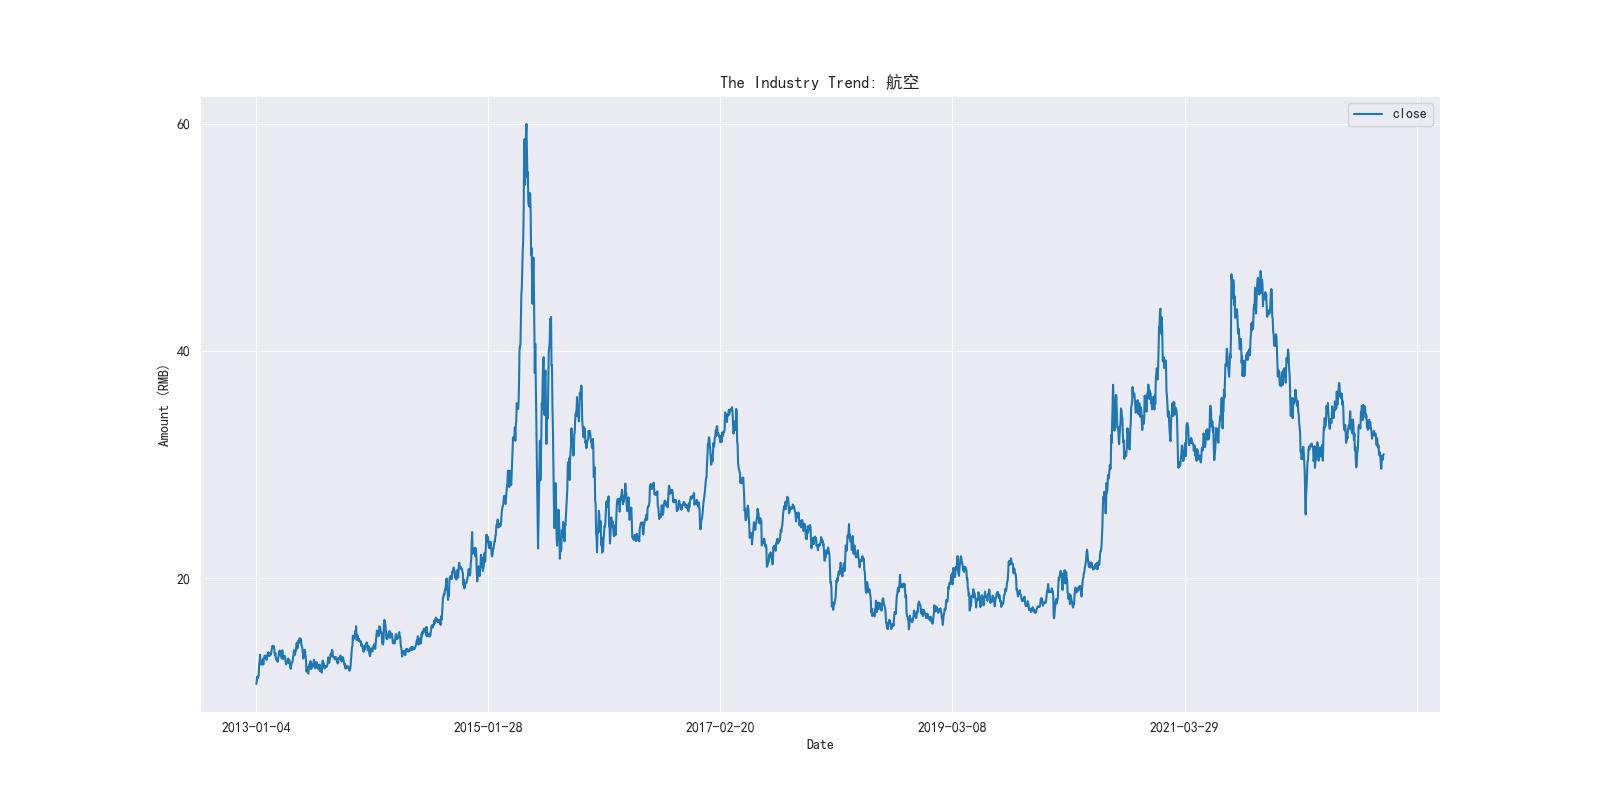 The Industry Trend: 航空
close
60
40
20
Amount (RMB)
2013-01-04
2015-01-28
2017-02-20
2019-03-08
2021-03-29
Date